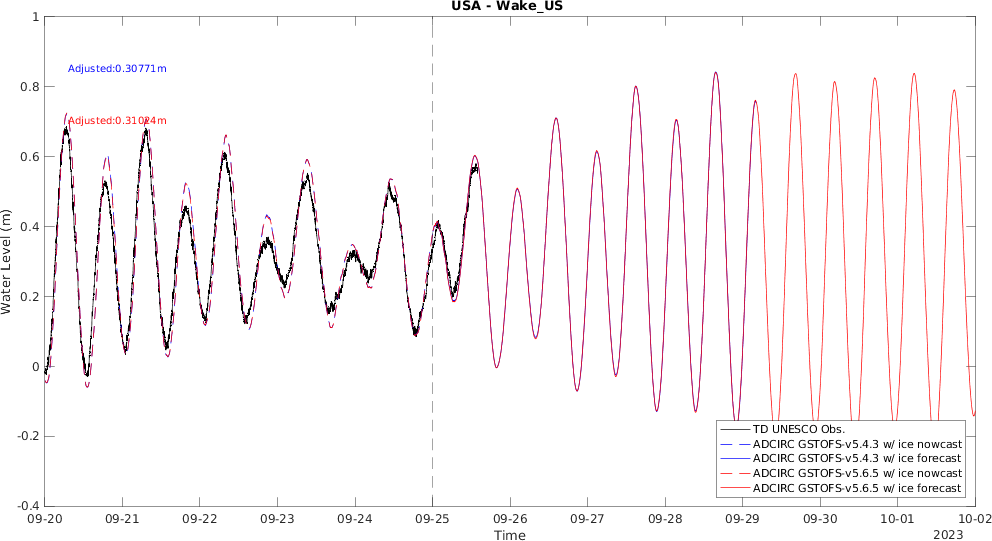 USA - Wake_US
Adjusted:0.30771m
Adjusted:0.31024m
Water Level (m)
1
0.8
0.6
0.4
0.2
0
-0.2
-0.4
TD UNESCO Obs.
ADCIRC GSTOFS-v5.4.3 w/ ice nowcast
ADCIRC GSTOFS-v5.4.3 w/ ice forecast
ADCIRC GSTOFS-v5.6.5 w/ ice nowcast
ADCIRC GSTOFS-v5.6.5 w/ ice forecast
09-20 09-21 09-22 09-23 09-24 09-25 09-26 09-27 09-28 09-29 09-30 10-01 10-02
Time
2023